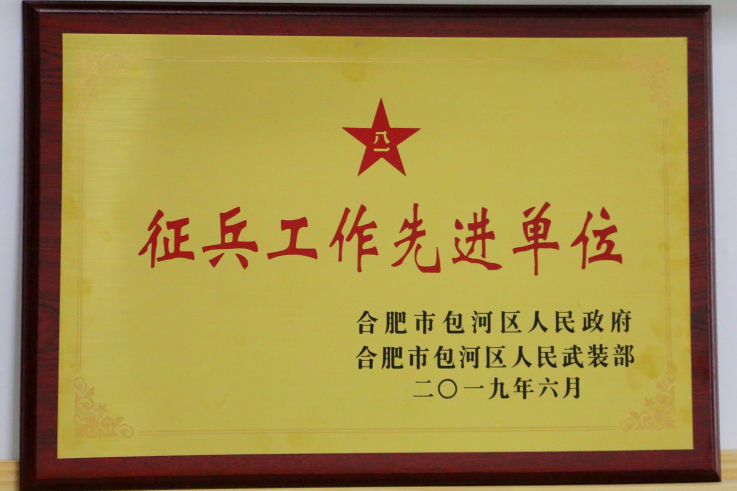 八一
征兵工作先进单位
合肥市包河区人民政府
合肥市包河区人民武装部
二〇一九年六月